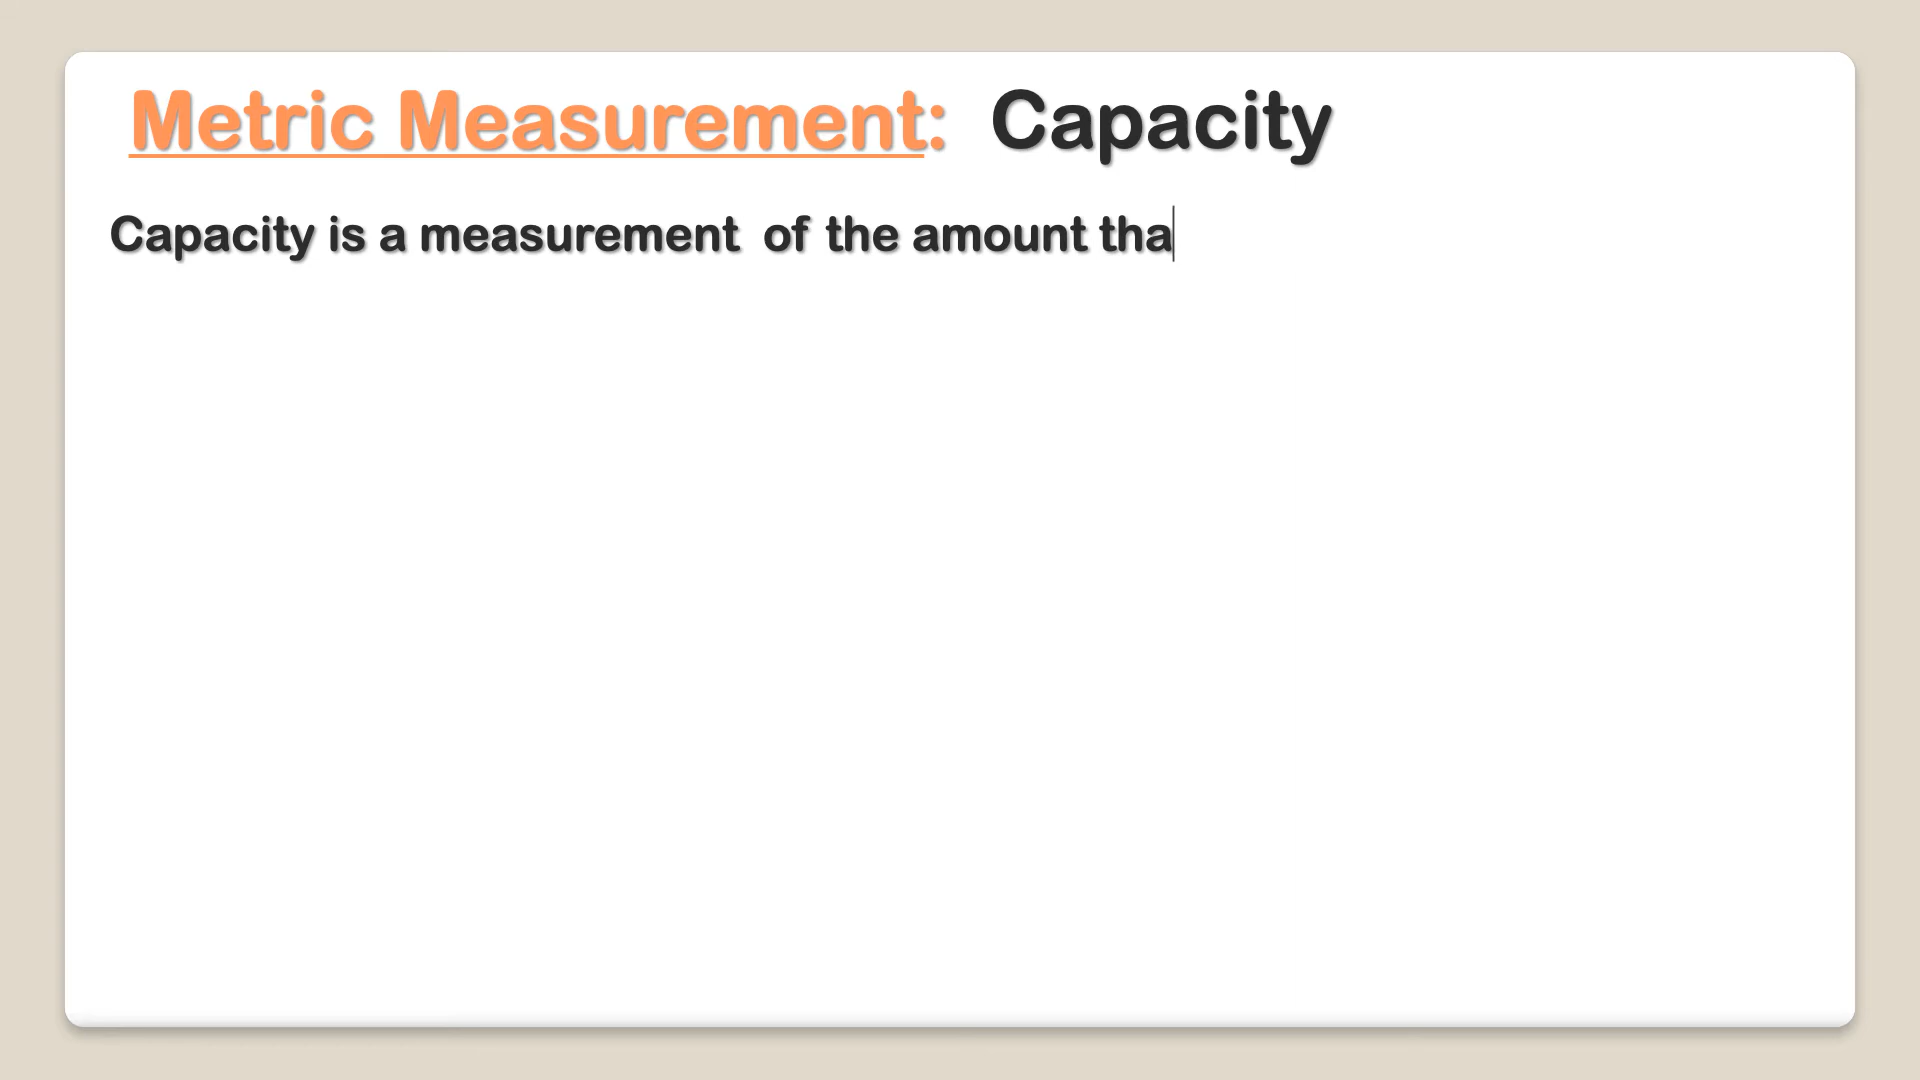 Metric Measurement: Capacity
Capacity is a measurement of the amount tha